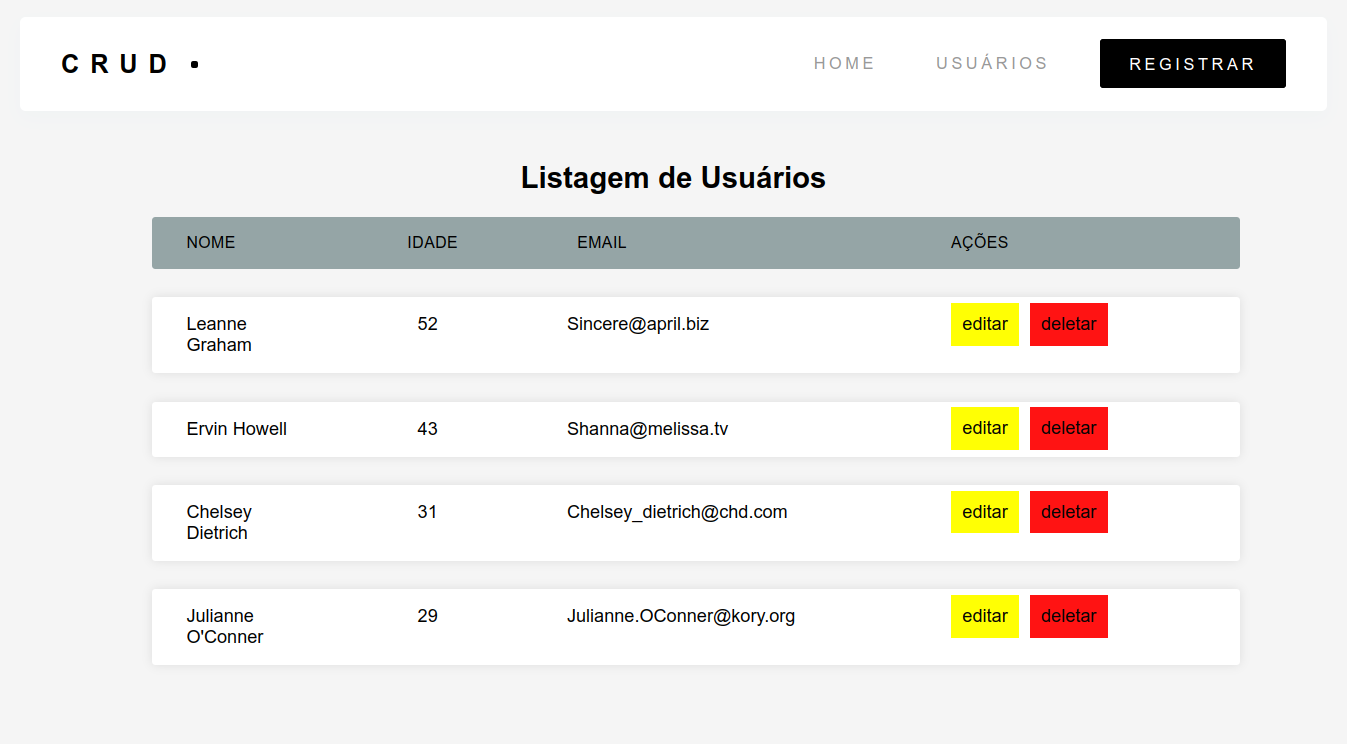 C R U D
HOME USUÁRIOS REGISTRAR
Listagem de Usuários
NOME IDADE EMAIL AÇÕES
Leanne 52 Sincere@april.biz editar deletar
Graham
Ervin Howell 43 Shanna@melissa.tv editar deletar
Chelsey 31 Chelsey_dietrich@chd.com editar deletar
Dietrich
Julianne 29 Julianne.OConner@kory.org editar deletar
O'Conner